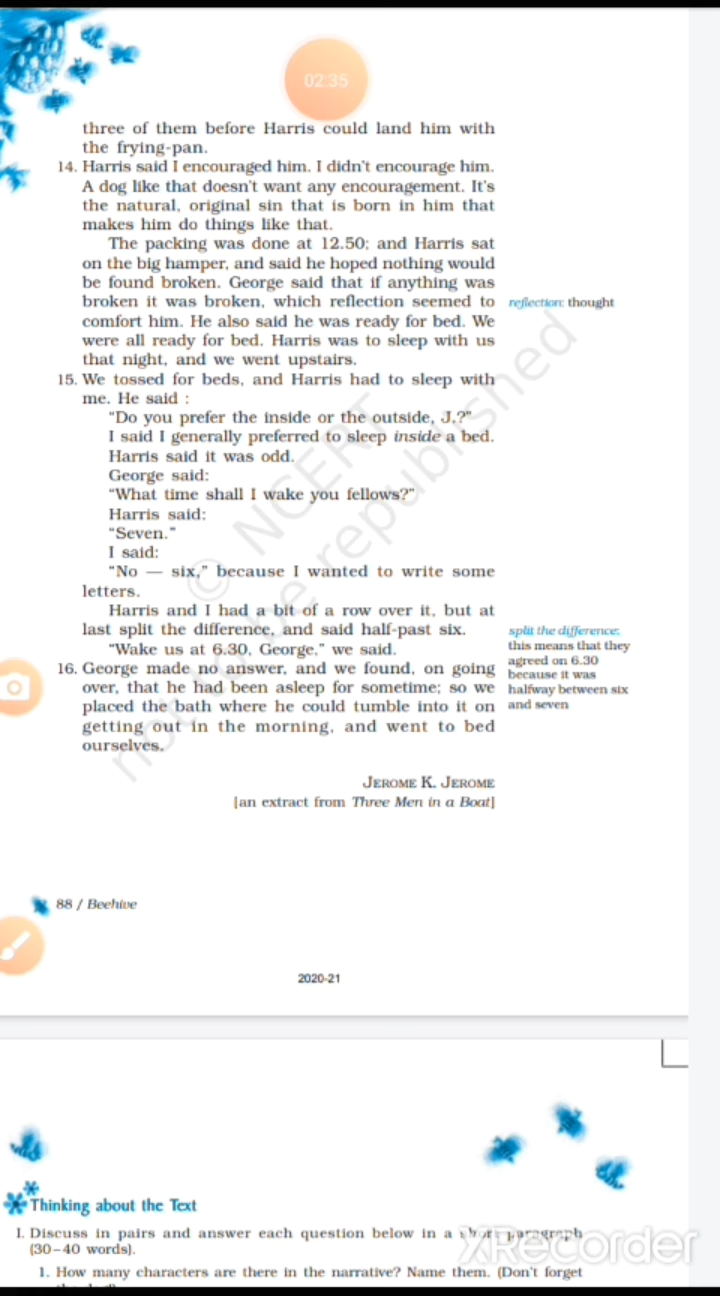 02:35
three of them before Harris could land him with
the frying-pan.
14. Harris said I encouraged him. I didn't encourage him.
A dog like that doesn't want any encouragement. It's
the natural, original sin that is born in him that
makes him do things like that.
The packing was done at 12.50; and Harris sat
on the big hamper, and said he hoped nothing would
be found broken. George said that if anything was
broken it was broken, which reflection seemed to
reflection: thought
comfort him. He also said he was ready for bed. We
were all ready for bed. Harris was to sleep with us
that night, and we went upstairs.
15. We tossed for beds, and Harris had to sleep with
me. He said :
"Do you prefer the inside or the outside, J.?"
I said I generally preferred to sleep inside a bed.
Harris said it was odd.
George said:
"What time shall I wake you fellows?"
Harris said:
"Seven."
I said:
"No — six," because I wanted to write some
letters.
Harris and I had a bit of a row over it, but at
last split the difference, and said half-past six.
"Wake us at 6.30, George," we said.
split the difference:
this means that they
agreed on 6.30
because it was
halfway between six
and seven
16. George made no answer, and we found, on going
over, that he had been asleep for sometime; so we
placed the bath where he could tumble into it on
getting out in the morning, and went to bed
ourselves.
JEROME K. JEROME
[an extract from Three Men in a Boat]
© NCERT
not to be republished
88 / Beehive
2020-21
Thinking about the Text
I. Discuss in pairs and answer each question below in a short paragraph
(30–40 words).
1. How many characters are there in the narrative? Name them. (Don't forget
XRecorder